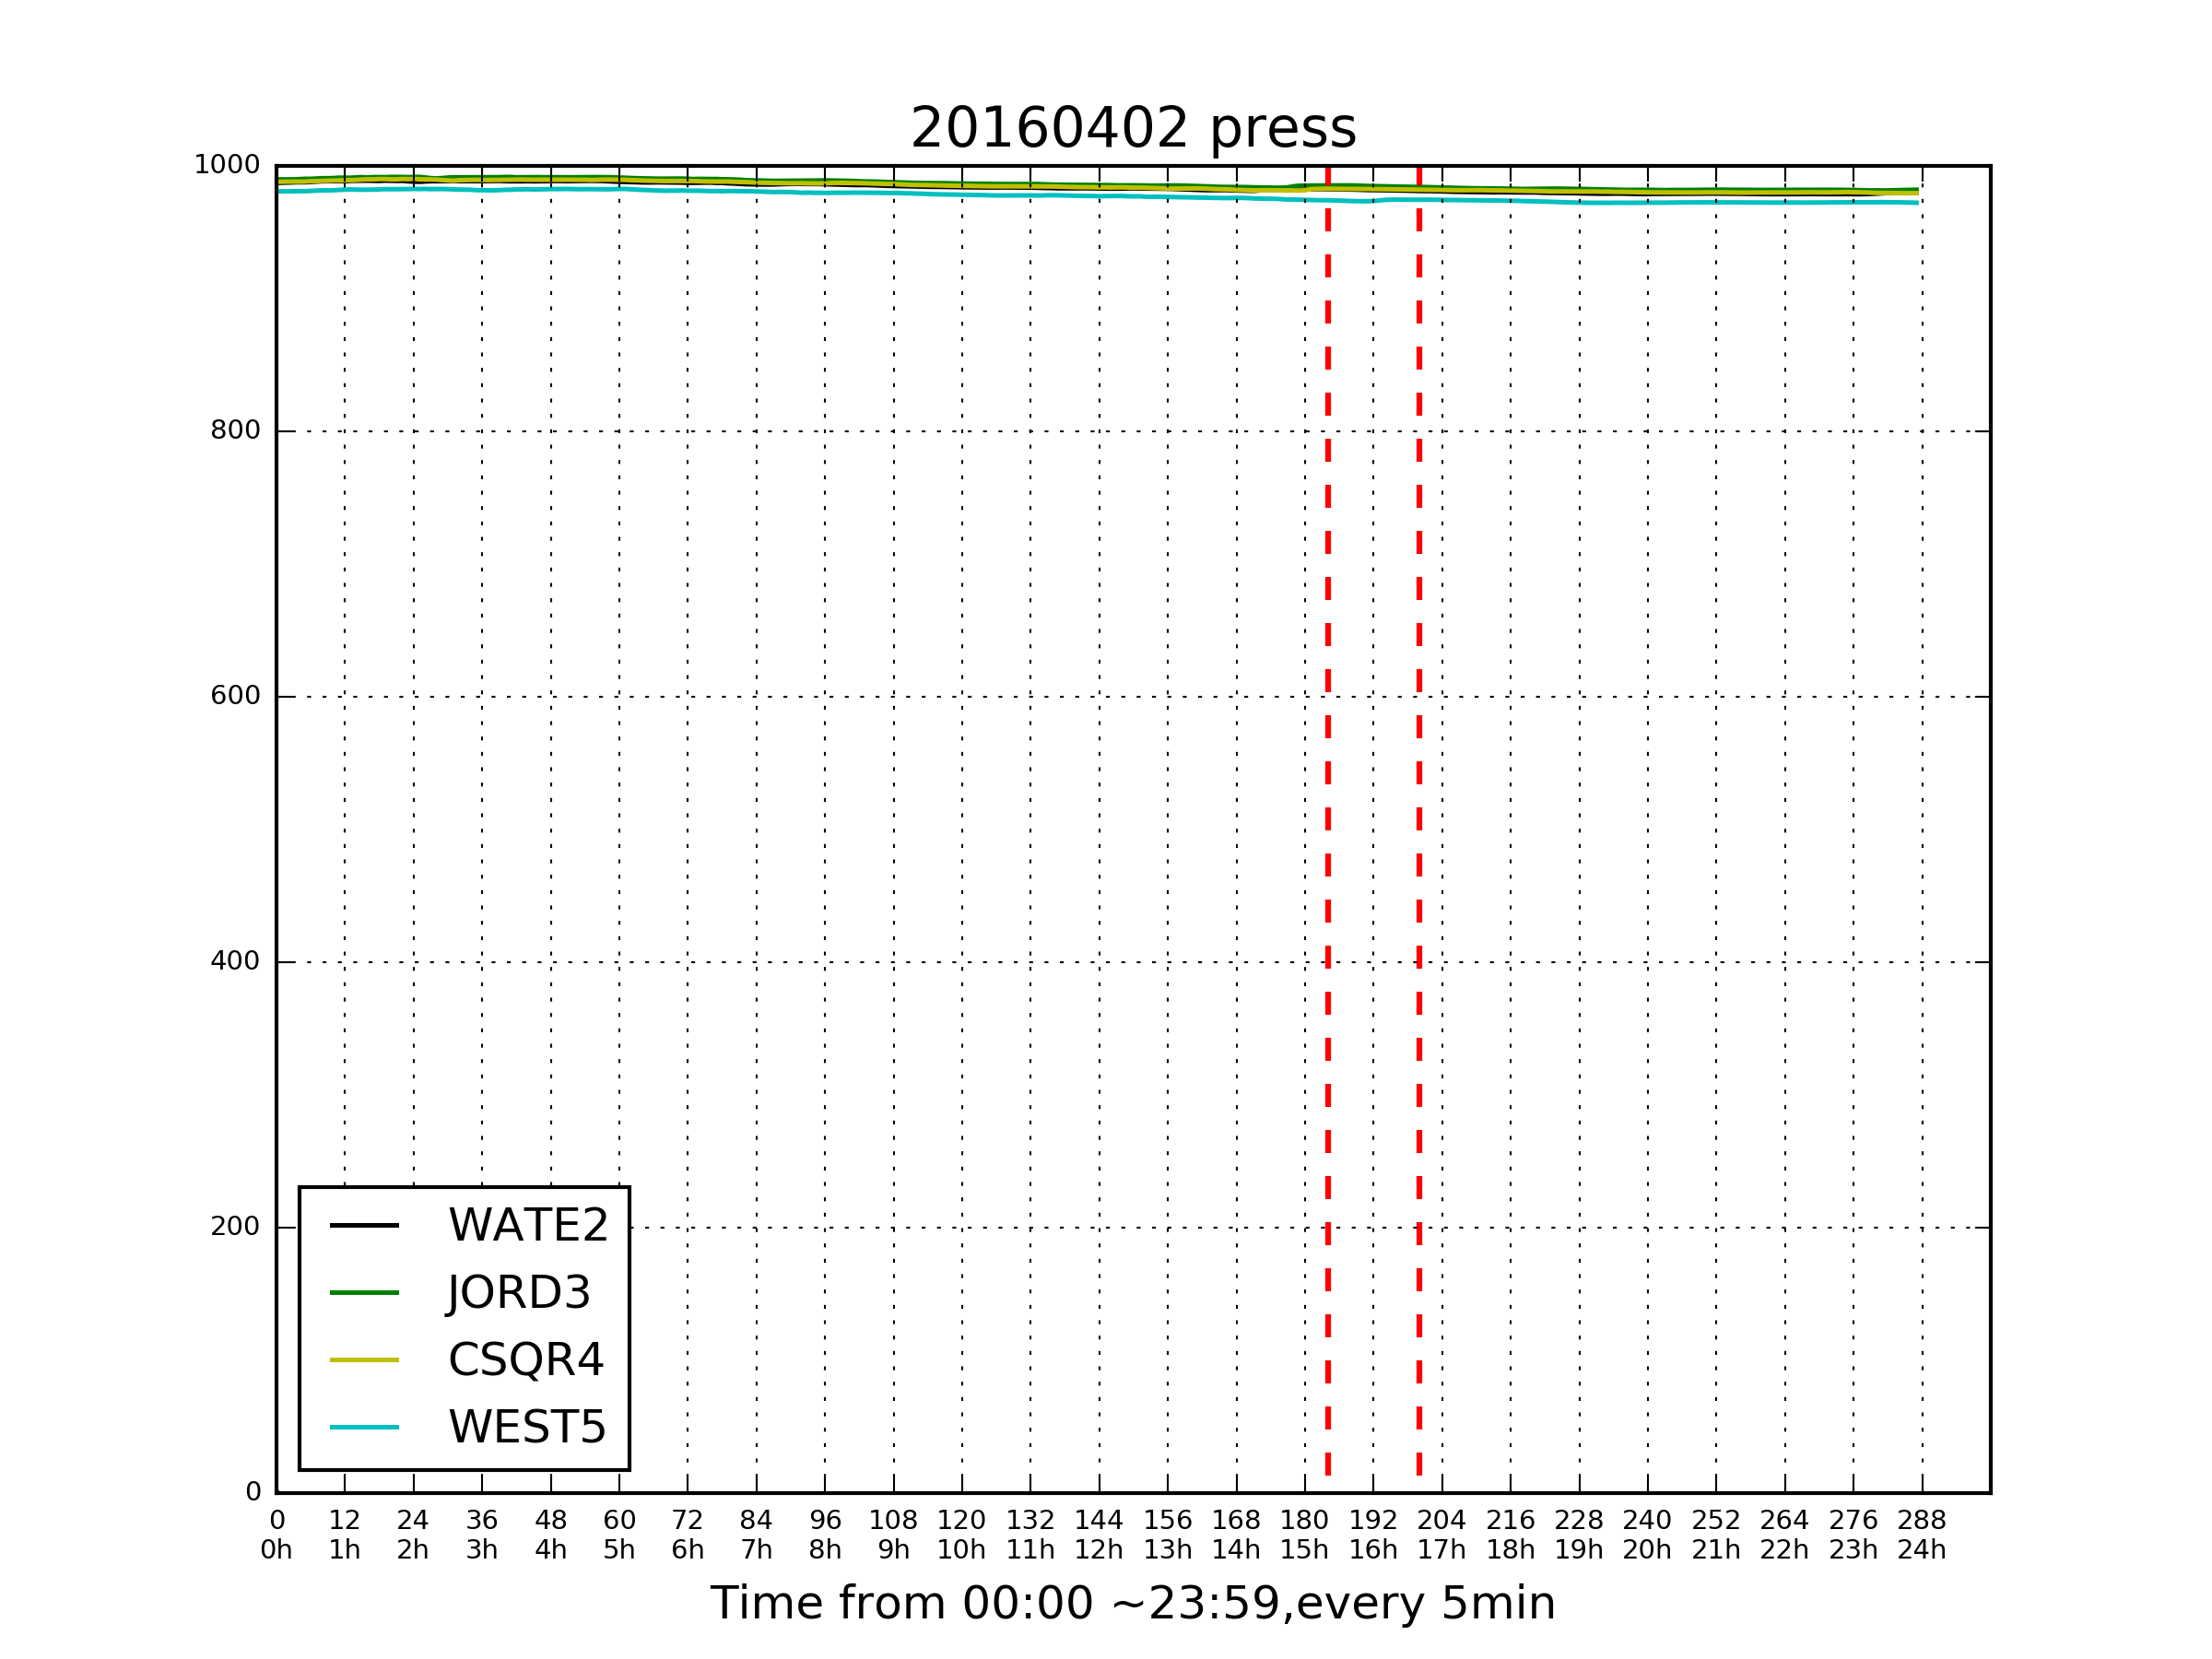 20160402 press
1000
800
600
400
200
0
WATE2
JORD3
CSQR4
WEST5
0 12 24 36 48 60 72 84 96 108 120 132 144 156 168 180 192 204 216 228 240 252 264 276 288
0h 1h 2h 3h 4h 5h 6h 7h 8h 9h 10h 11h 12h 13h 14h 15h 16h 17h 18h 19h 20h 21h 22h 23h 24h
Time from 00:00 ~23:59,every 5min